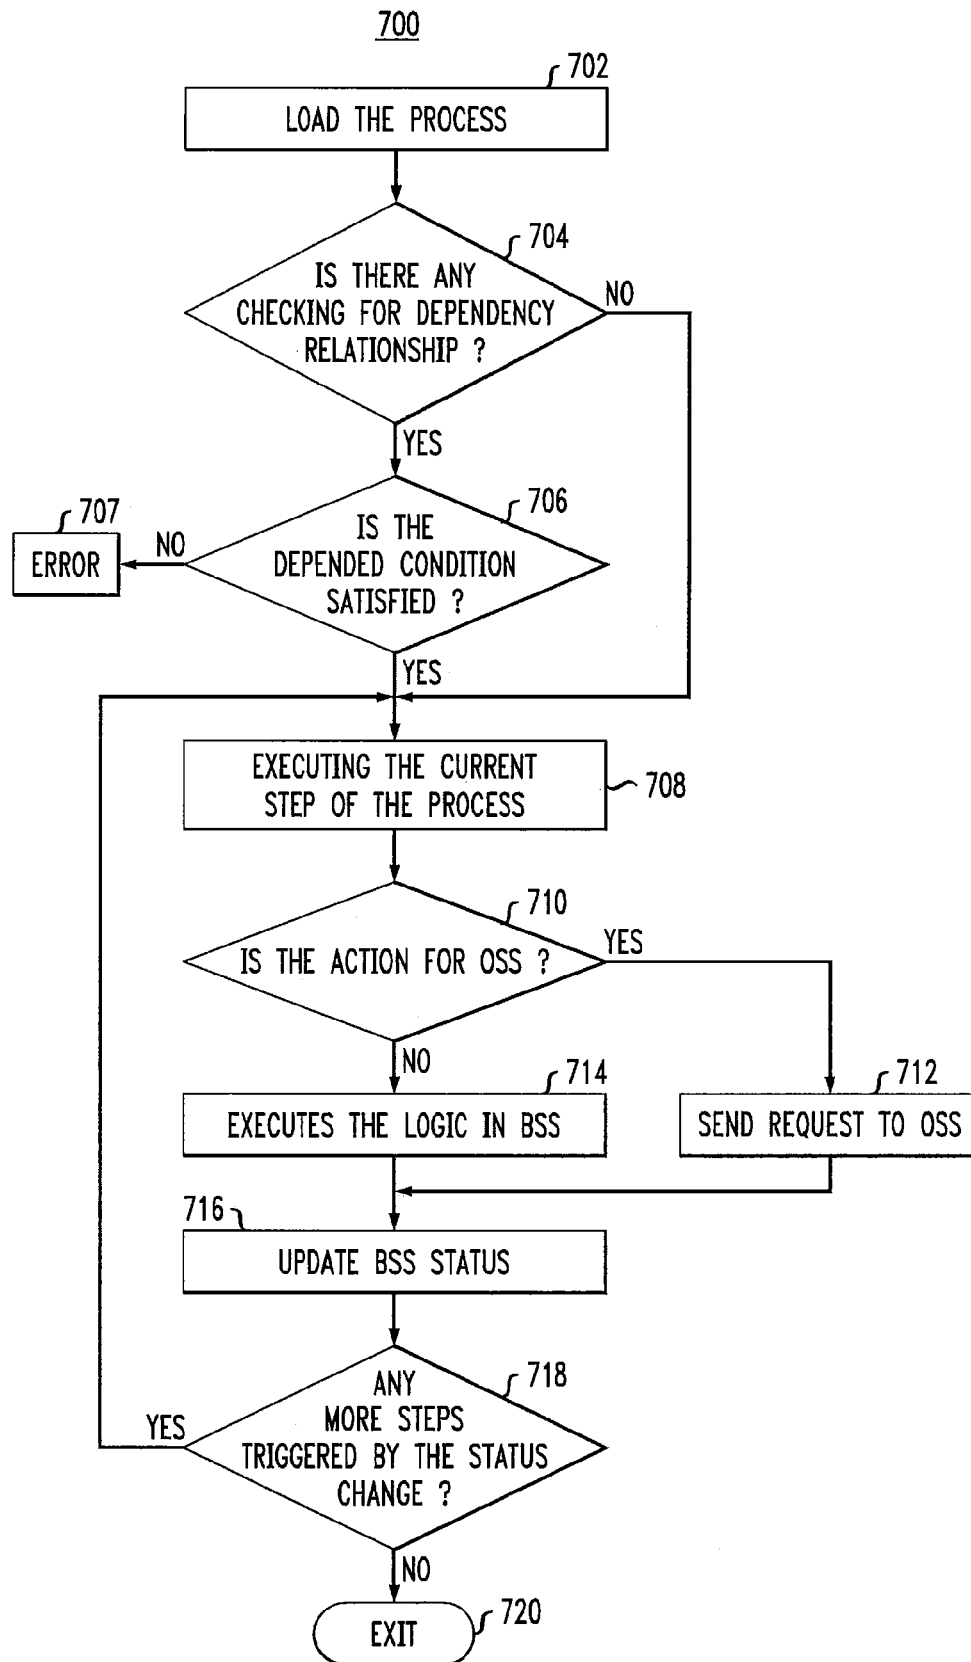 700
702
LOAD THE PROCESS
704
IS THERE ANY
CHECKING FOR DEPENDENCY
RELATIONSHIP ?
NO
YES
706
707
IS THE
DEPENDED CONDITION
SATISFIED ?
NO
ERROR
YES
EXECUTING THE CURRENT
STEP OF THE PROCESS
708
710
IS THE ACTION FOR OSS ?
YES
NO
714
712
EXECUTES THE LOGIC IN BSS
SEND REQUEST TO OSS
716
UPDATE BSS STATUS
718
ANY
MORE STEPS
TRIGGERED BY THE STATUS
CHANGE ?
YES
NO
720
EXIT